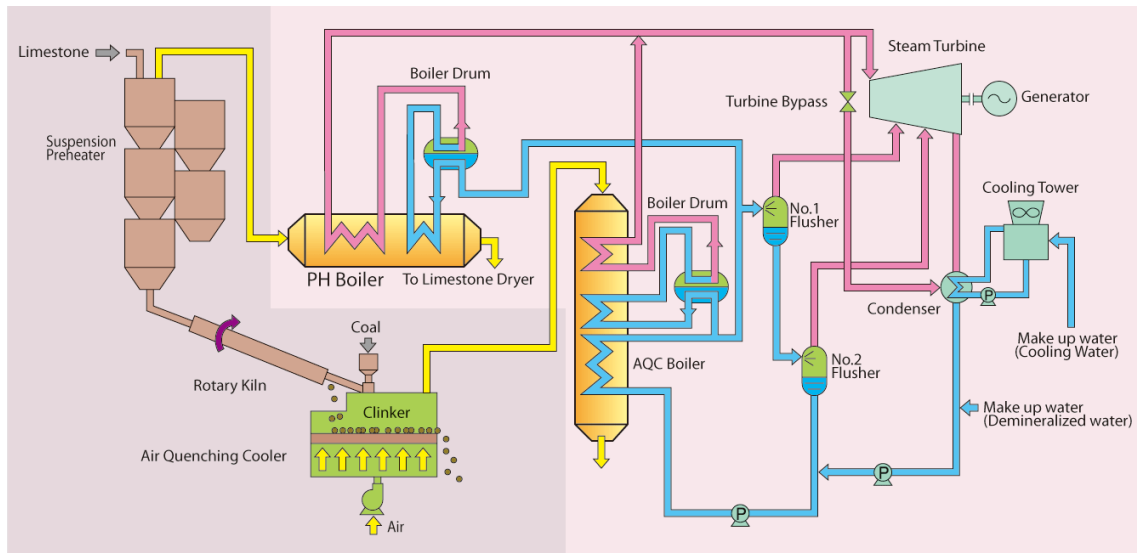 Limestone
Suspension
Preheater
Rotary Kiln
Coal
Clinker
Air Quenching Cooler
Air
Boiler Drum
PH Boiler
To Limestone Dryer
Boiler Drum
AQC Boiler
Turbine Bypass
Steam Turbine
Generator
No.1
Flusher
No.2
Flusher
Cooling Tower
Condenser
P
Make up water
(Cooling Water)
Make up water
(Demineralized water)
P
P